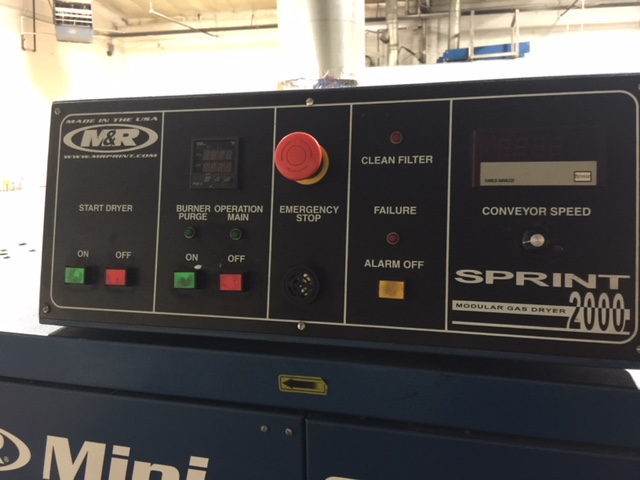 MADE IN THE USA
M&R
WWW.MRPRINT.COM
START DRYER
ON OFF
BURNER OPERATION
PURGE MAIN
ON OFF
EMERGENCY
STOP
CLEAN FILTER
FAILURE
ALARM OFF
CONVEYOR SPEED
SPRINT
MODULAR GAS DRYER 2000
R
Mini